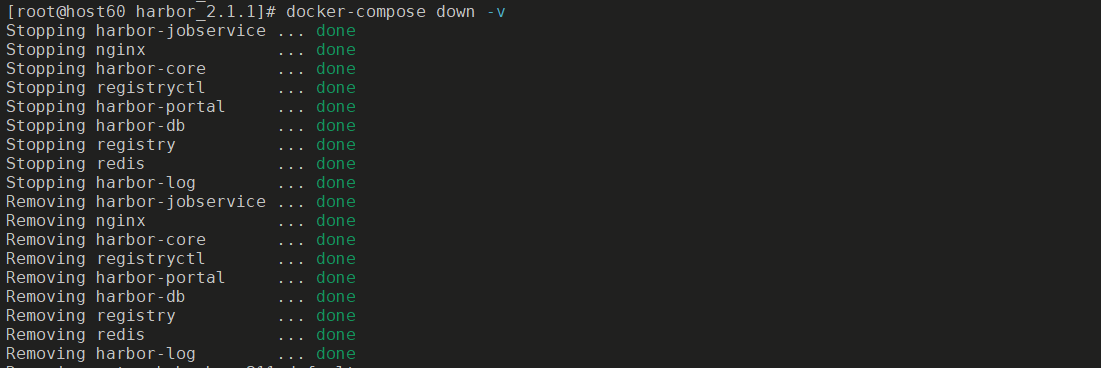 [root@host60 harbor_2.1.1]# docker-compose down -v
Stopping harbor-jobservice ... done
Stopping nginx             ... done
Stopping harbor-core       ... done
Stopping registryctl       ... done
Stopping harbor-portal     ... done
Stopping harbor-db         ... done
Stopping registry          ... done
Stopping redis             ... done
Stopping harbor-log        ... done
Removing harbor-jobservice ... done
Removing nginx             ... done
Removing harbor-core       ... done
Removing registryctl       ... done
Removing harbor-portal     ... done
Removing harbor-db         ... done
Removing registry          ... done
Removing redis             ... done
Removing harbor-log        ... done